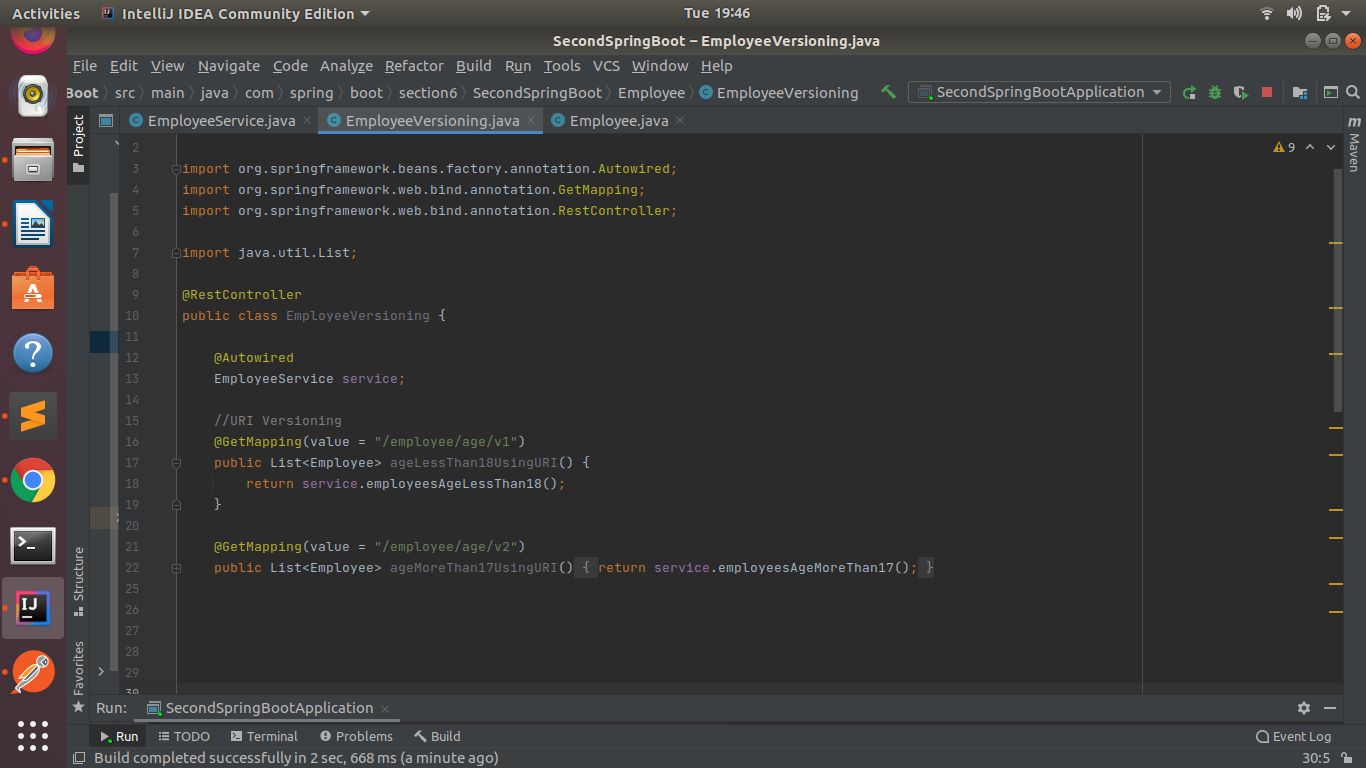 Activities IntelliJ IDEA Community Edition Tue 19:46
SecondSpringBoot – EmployeeVersioning.java
File Edit View Navigate Code Analyze Refactor Build Run Tools VCS Window Help
Boot src main java com spring boot section6 SecondSpringBoot Employee EmployeeVersioning SecondSpringBootApplication
Project
EmployeeService.java EmployeeVersioning.java Employee.java
Maven
9
2
3 import org.springframework.beans.factory.annotation.Autowired;
4 import org.springframework.web.bind.annotation.GetMapping;
5 import org.springframework.web.bind.annotation.RestController;
6
7 import java.util.List;
8
9 @RestController
10 public class EmployeeVersioning {
11
12 @Autowired
13 EmployeeService service;
14
15 //URI Versioning
16 @GetMapping(value = "/employee/age/v1")
17 public List<Employee> ageLessThan18UsingURI() {
18 return service.employeesAgeLessThan18();
19 }
20
21 @GetMapping(value = "/employee/age/v2")
22 public List<Employee> ageMoreThan17UsingURI() { return service.employeesAgeMoreThan17(); }
25
26
27
28
29
30
Structure
Favorites
Run: SecondSpringBootApplication
Run TODO Terminal Problems Build Event Log
Build completed successfully in 2 sec, 668 ms (a minute ago) 30:5